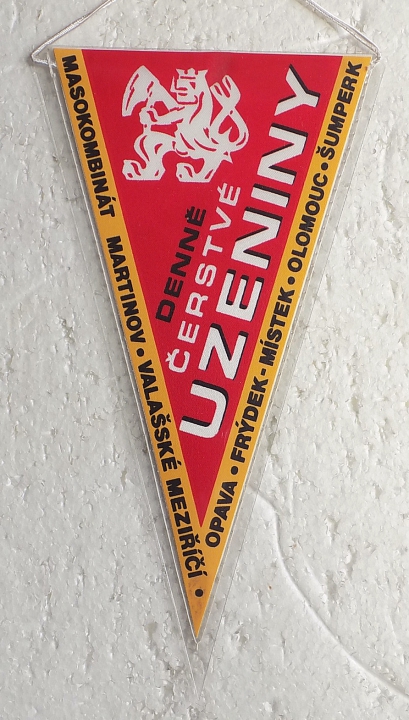 MASOKOMBINÁT MARTINOV • VALAŠSKÉ MEZIŘÍČÍ •
OPAVA • FRÝDEK-MÍSTEK • OLOMOUC • ŠUMPERK
DENNĚ
ČERSTVÉ
UZENINY